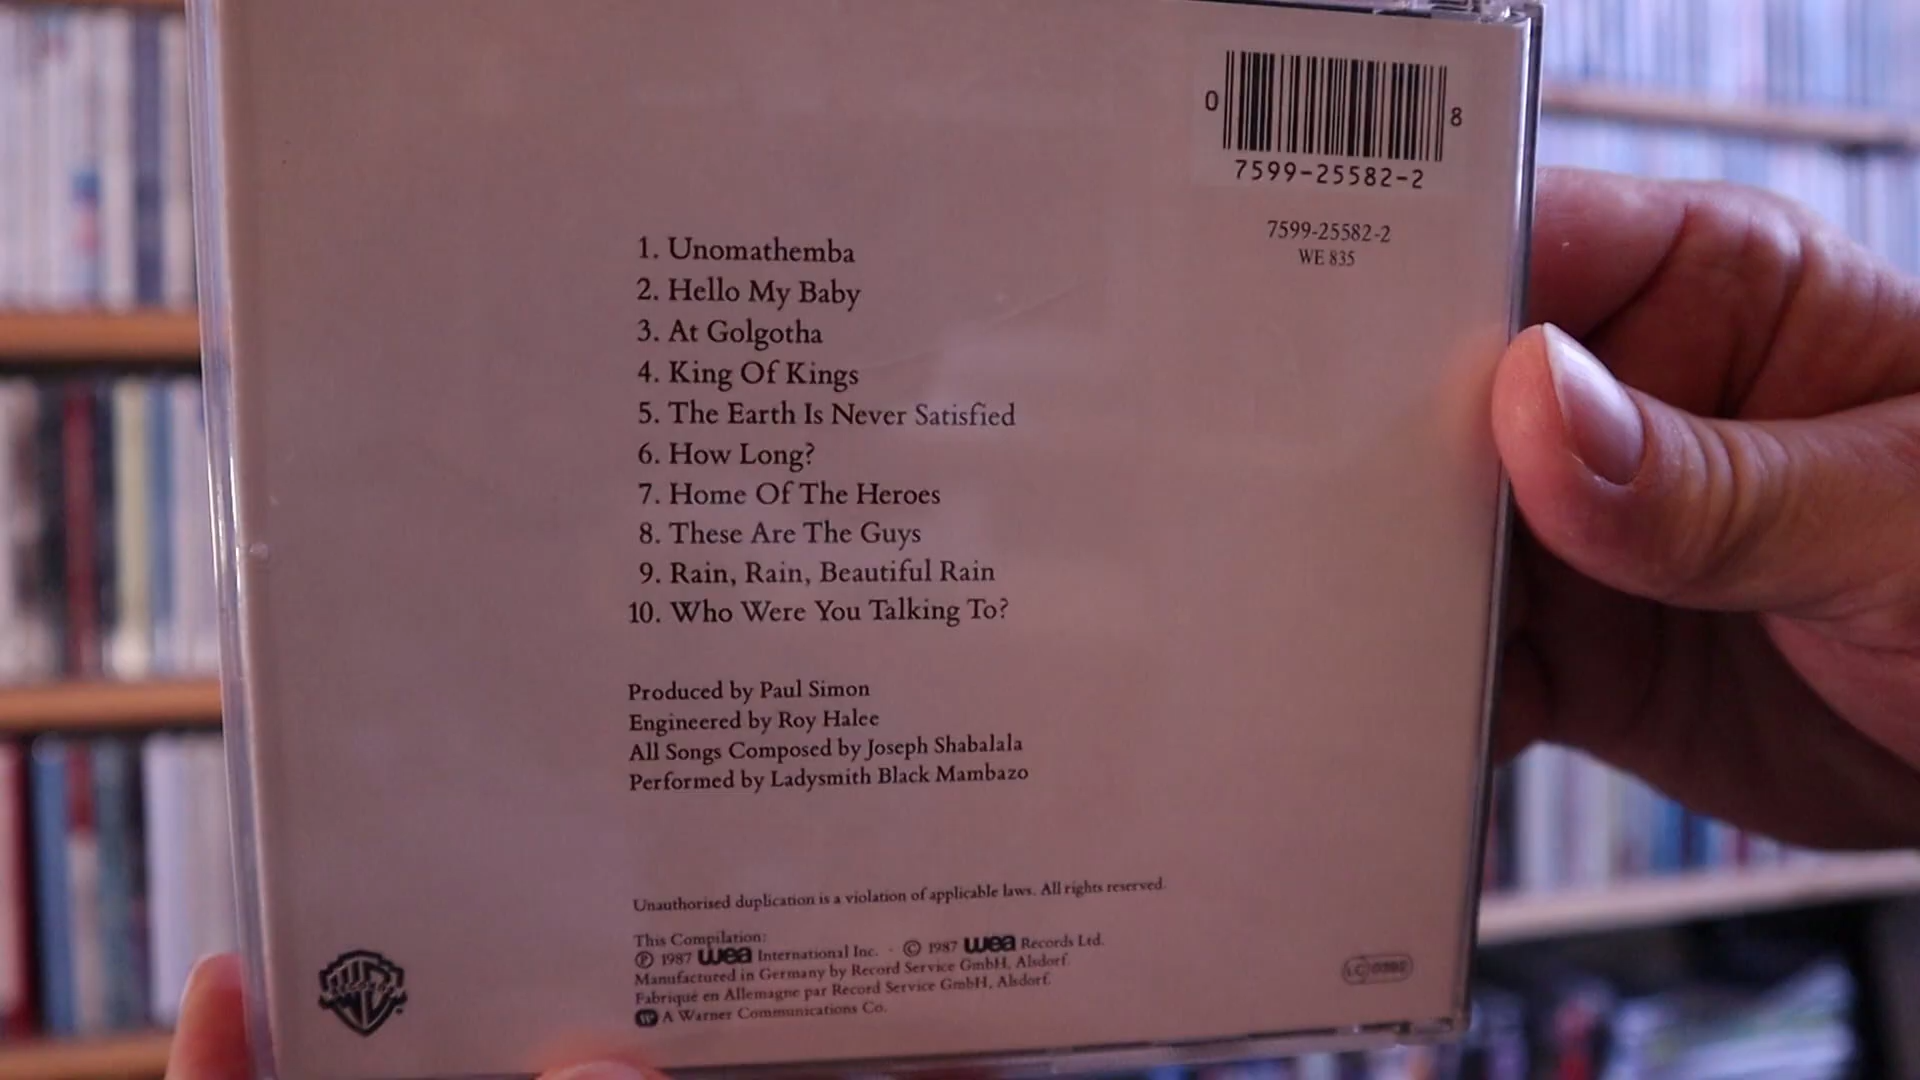 0 8
7599-25582-2
7599-25582-2
WE 835
1. Unomathemba
2. Hello My Baby
3. At Golgotha
4. King Of Kings
5. The Earth Is Never Satisfied
6. How Long?
7. Home Of The Heroes
8. These Are The Guys
9. Rain, Rain, Beautiful Rain
10. Who Were You Talking To?
Produced by Paul Simon
Engineered by Roy Halee
All Songs Composed by Joseph Shabalala
Performed by Ladysmith Black Mambazo
Unauthorised duplication is a violation of applicable laws. All rights reserved.
This Compilation:
℗ 1987 wea International Inc. · © 1987 wea Records Ltd.
Manufactured in Germany by Record Service GmbH, Alsdorf.
Fabriqué en Allemagne par Record Service GmbH, Alsdorf.
A Warner Communications Co.